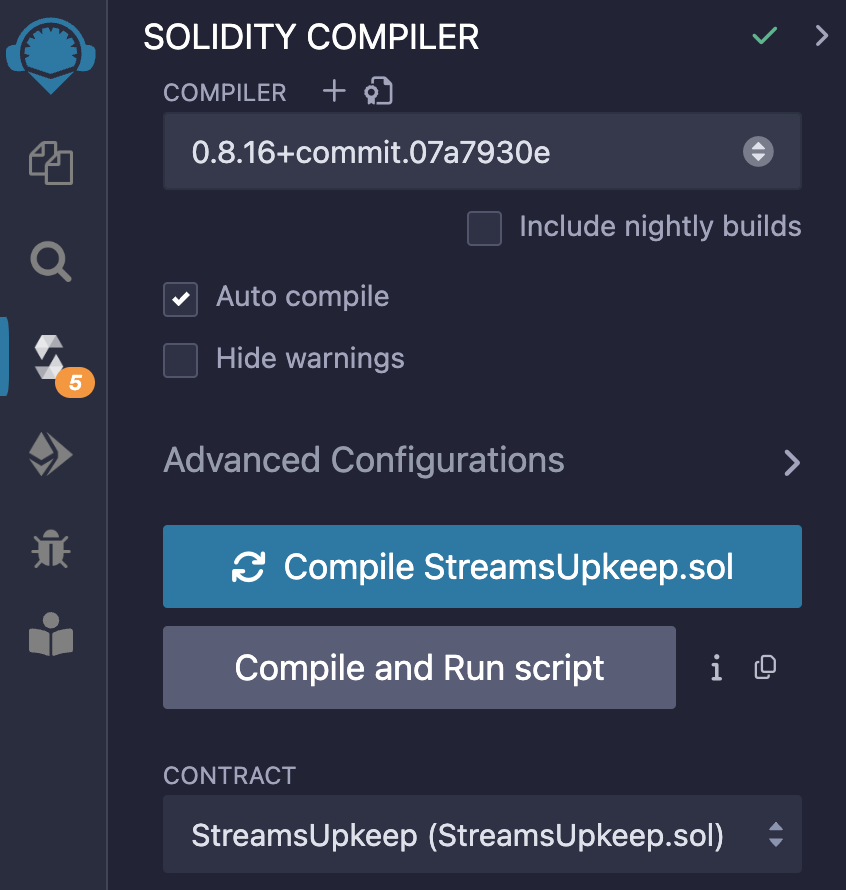 SOLIDITY COMPILER
COMPILER
0.8.16+commit.07a7930e
Include nightly builds
Auto compile
Hide warnings
5
Advanced Configurations
Compile StreamsUpkeep.sol
Compile and Run script
i
CONTRACT
StreamsUpkeep (StreamsUpkeep.sol)